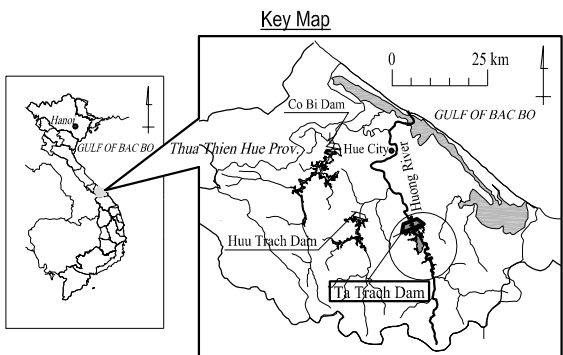 Key Map
Hanoi
GULF OF BAC BO
Thua Thien Hue Prov.
0 25 km
Co Bi Dam
GULF OF BAC BO
Hue City
Huong River
Huu Trach Dam
Ta Trach Dam